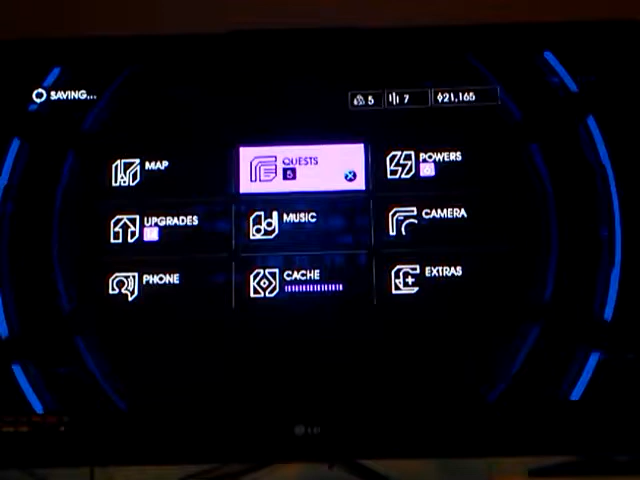 SAVING...
5 7 21,165
MAP
QUESTS
5
POWERS
UPGRADES
MUSIC
CAMERA
PHONE
CACHE
EXTRAS
LG